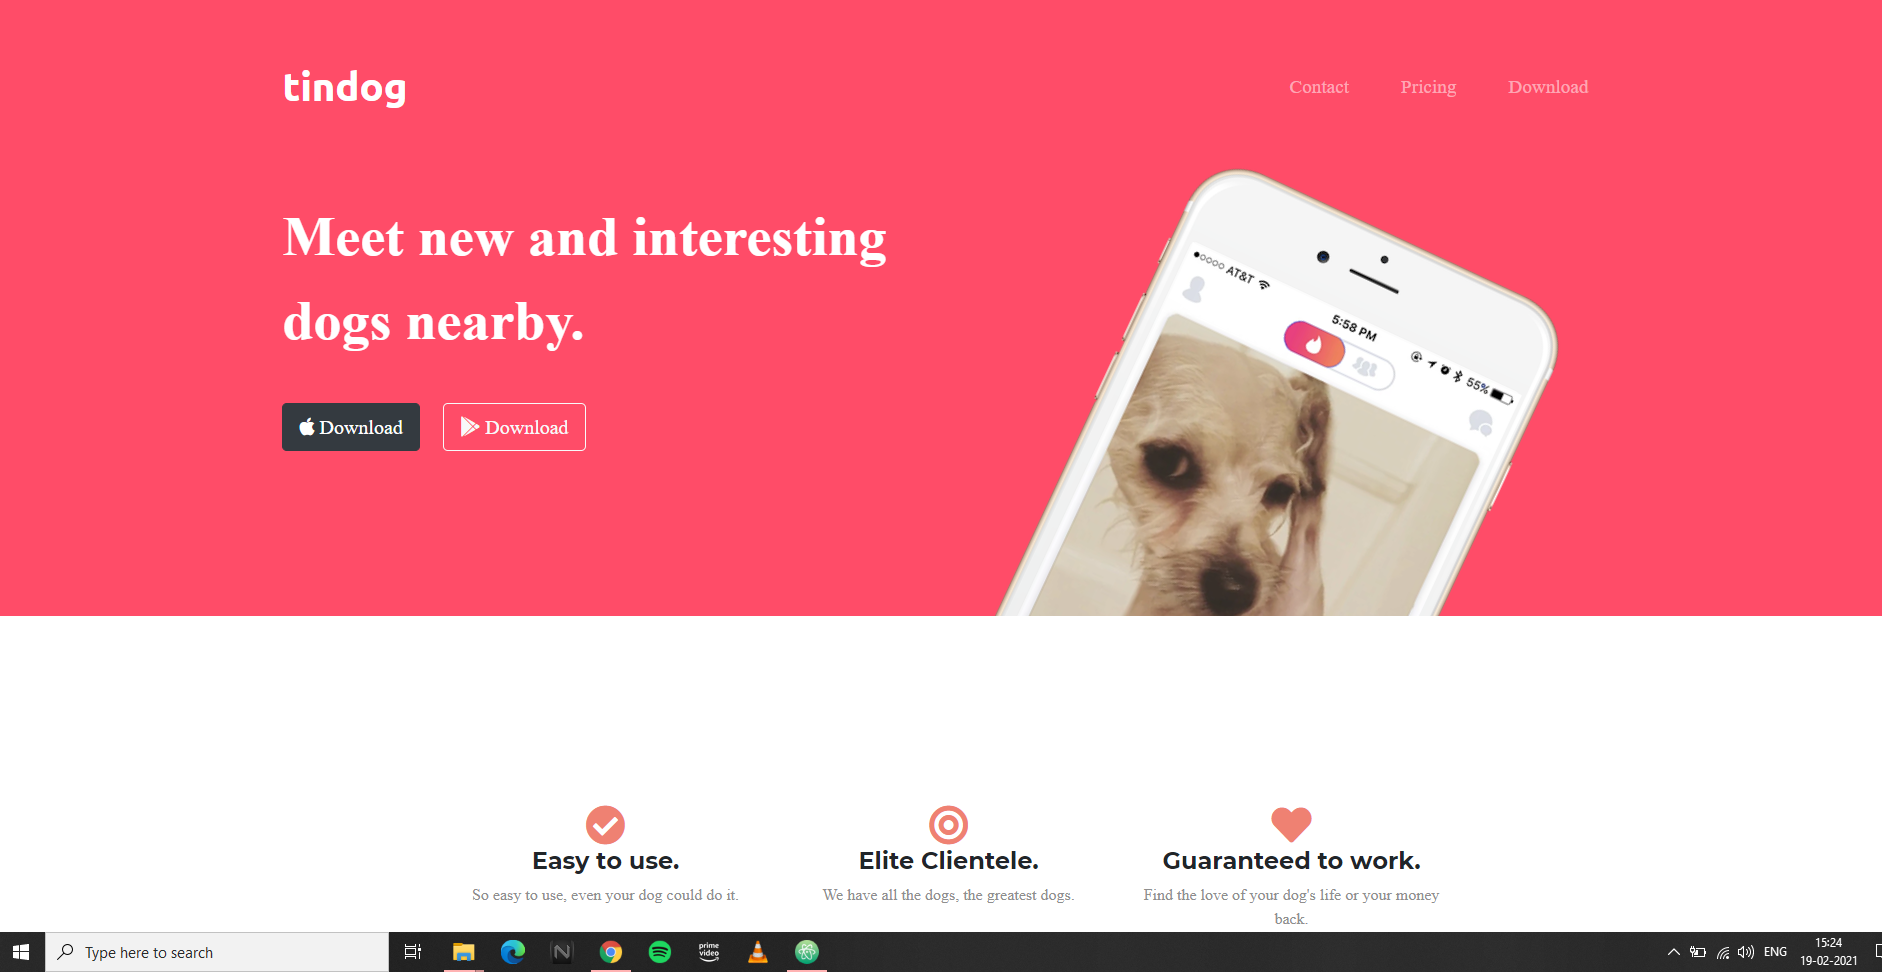 tindog
Contact Pricing Download
Meet new and interesting
dogs nearby.
Download Download
AT&T
5:58 PM
55%
Easy to use.
So easy to use, even your dog could do it.
Elite Clientele.
We have all the dogs, the greatest dogs.
Guaranteed to work.
Find the love of your dog's life or your money
back.
Type here to search
N
prime
video
ENG
15:24
19-02-2021